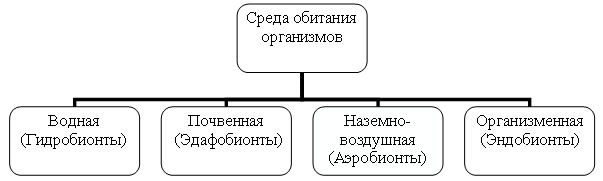 Среда обитания
организмов
Водная
(Гидробионты)
Почвенная
(Эдафобионты)
Наземно-
воздушная
(Аэробионты)
Организменная
(Эндобионты)